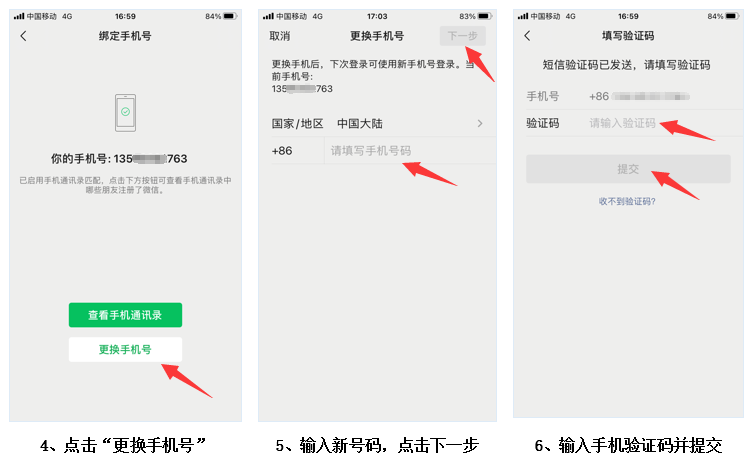 中国移动 4G 16:59 84%
绑定手机号
你的手机号: 135 763
已启用手机通讯录匹配，点击下方按钮可查看手机通讯录中
哪些朋友注册了微信。
查看手机通讯录
更换手机号
4、点击“更换手机号”
中国移动 4G 17:03 83%
取消 更换手机号 下一步
更换手机后，下次登录可使用新手机号登录。当
前手机号:
135 763
国家/地区 中国大陆
+86 请填写手机号码
5、输入新号码，点击下一步
中国移动 4G 16:59 84%
填写验证码
短信验证码已发送，请填写验证码
手机号 +86
验证码 请输入验证码
提交
收不到验证码?
6、输入手机验证码并提交